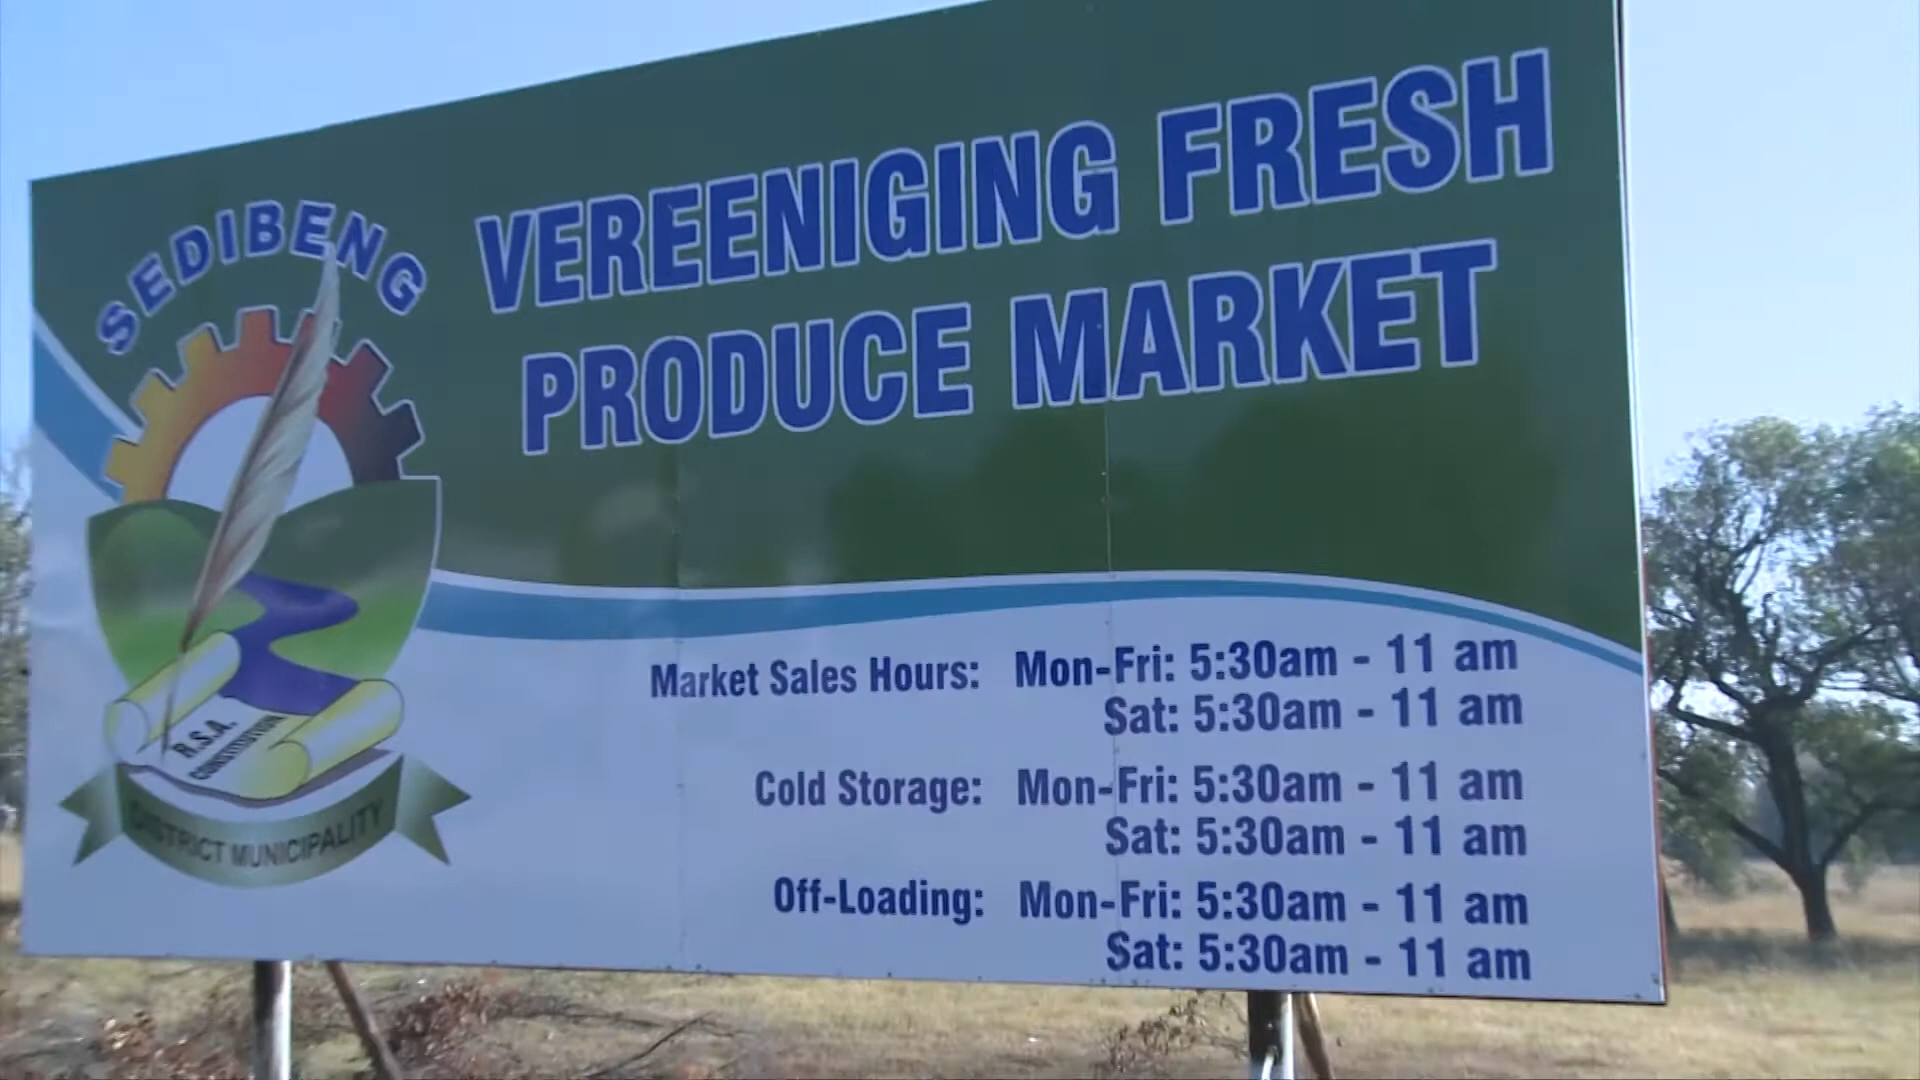 SEDIBENG
VEREENIGING FRESH
PRODUCE MARKET
R.S.A.
CONSTITUTION
DISTRICT MUNICIPALITY
Market Sales Hours: Mon-Fri: 5:30am - 11 am
Sat: 5:30am - 11 am
Cold Storage: Mon-Fri: 5:30am - 11 am
Sat: 5:30am - 11 am
Off-Loading: Mon-Fri: 5:30am - 11 am
Sat: 5:30am - 11 am